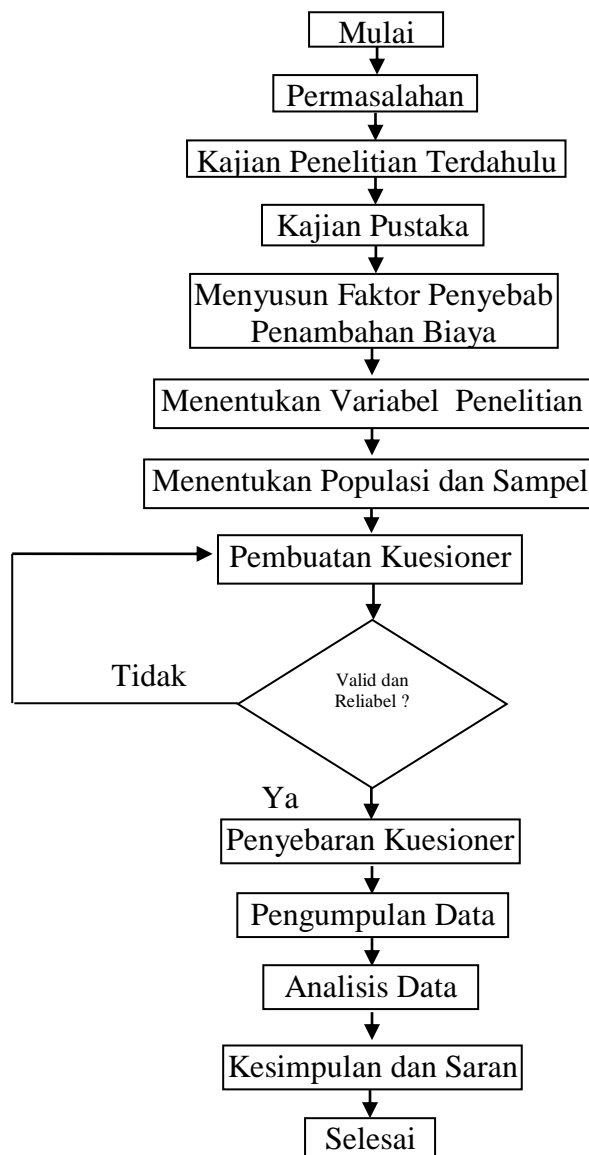 Mulai
Permasalahan
Kajian Penelitian Terdahulu
Kajian Pustaka
Menyusun Faktor Penyebab
Penambahan Biaya
Menentukan Variabel Penelitian
Menentukan Populasi dan Sampel
Pembuatan Kuesioner
Tidak
Valid dan
Reliabel ?
Ya
Penyebaran Kuesioner
Pengumpulan Data
Analisis Data
Kesimpulan dan Saran
Selesai